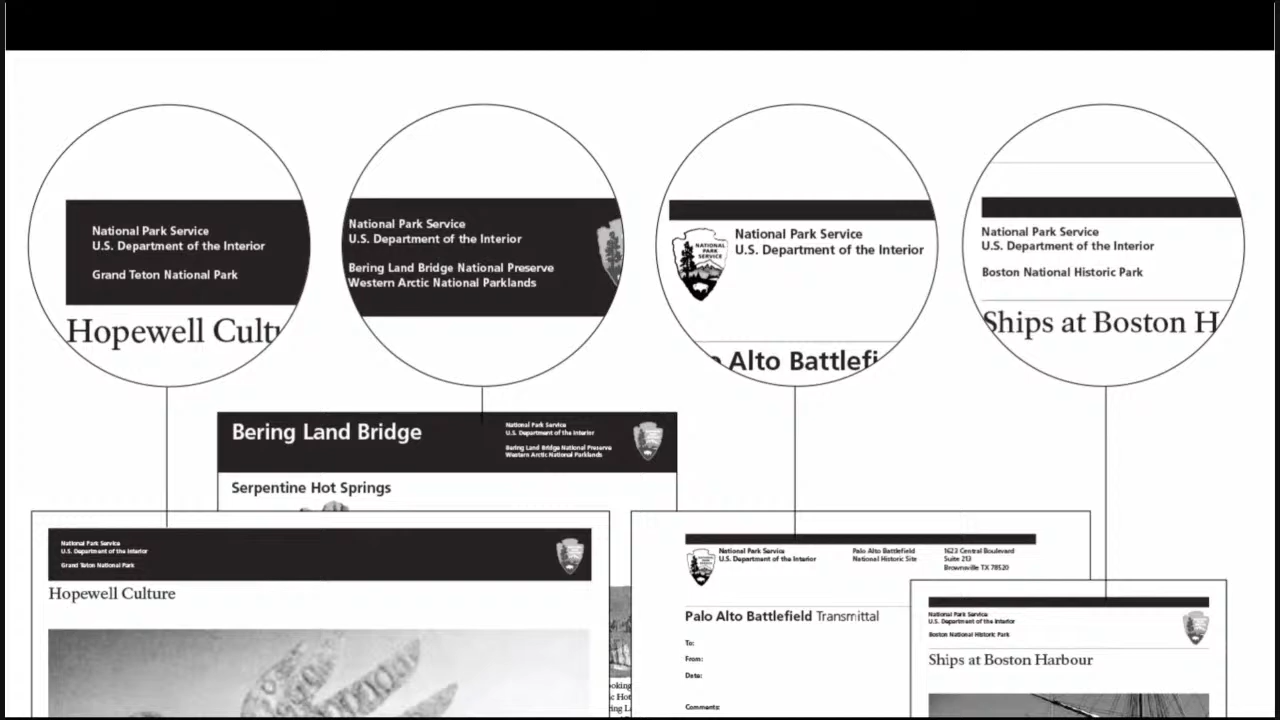 National Park Service
U.S. Department of the Interior
Grand Teton National Park
Hopewell Cultu
National Park Service
U.S. Department of the Interior
Bering Land Bridge National Preserve
Western Arctic National Parklands
NATIONAL
PARK
SERVICE
National Park Service
U.S. Department of the Interior
o Alto Battlefi
National Park Service
U.S. Department of the Interior
Boston National Historic Park
Ships at Boston H
Bering Land Bridge
National Park Service
U.S. Department of the Interior
Bering Land Bridge National Preserve
Western Arctic National Parklands
Serpentine Hot Springs
National Park Service
U.S. Department of the Interior
Grand Teton National Park
Hopewell Culture
National Park Service
U.S. Department of the Interior
Palo Alto Battlefield
National Historic Site
1623 Central Boulevard
Suite 213
Brownsville TX 78520
Palo Alto Battlefield Transmittal
To:
From:
Date:
Comments:
National Park Service
U.S. Department of the Interior
Boston National Historic Park
Ships at Boston Harbour